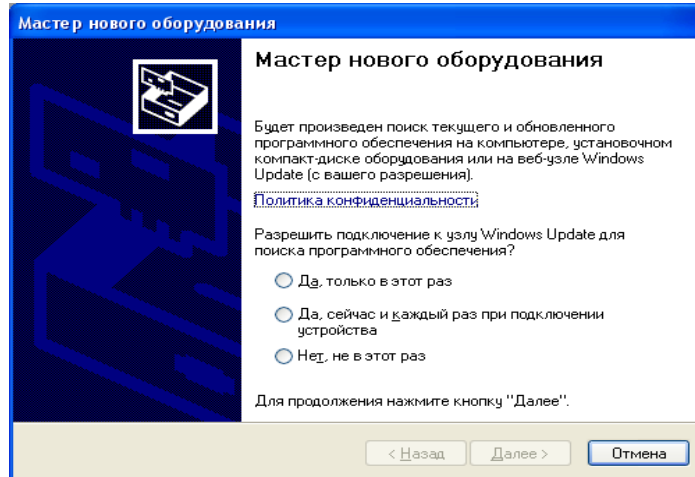 Мастер нового оборудования
Мастер нового оборудования
Будет произведен поиск текущего и обновленного
программного обеспечения на компьютере, установочном
компакт-диске оборудования или на веб-узле Windows
Update (с вашего разрешения).
Политика конфиденциальности
Разрешить подключение к узлу Windows Update для
поиска программного обеспечения?
Да, только в этот раз
Да, сейчас и каждый раз при подключении
устройства
Нет, не в этот раз
Для продолжения нажмите кнопку "Далее".
< Назад Далее > Отмена